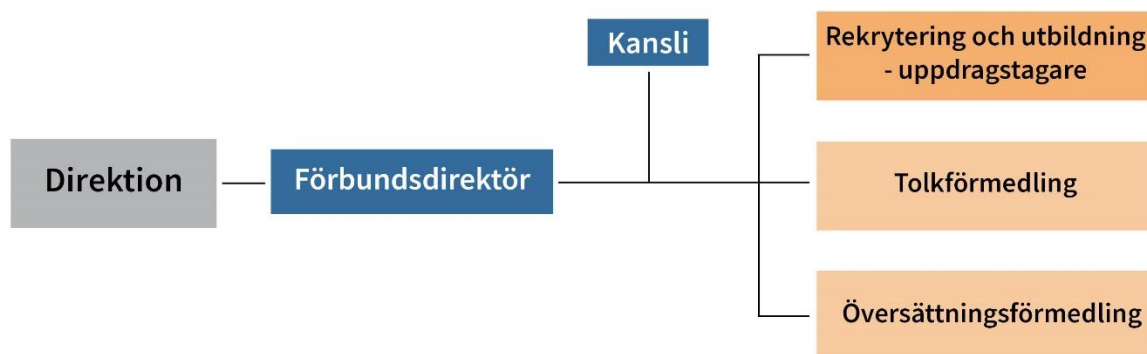 Kansli
Rekrytering och utbildning
- uppdragstagare
Direktion
Förbundsdirektör
Tolkförmedling
Översättningsförmedling